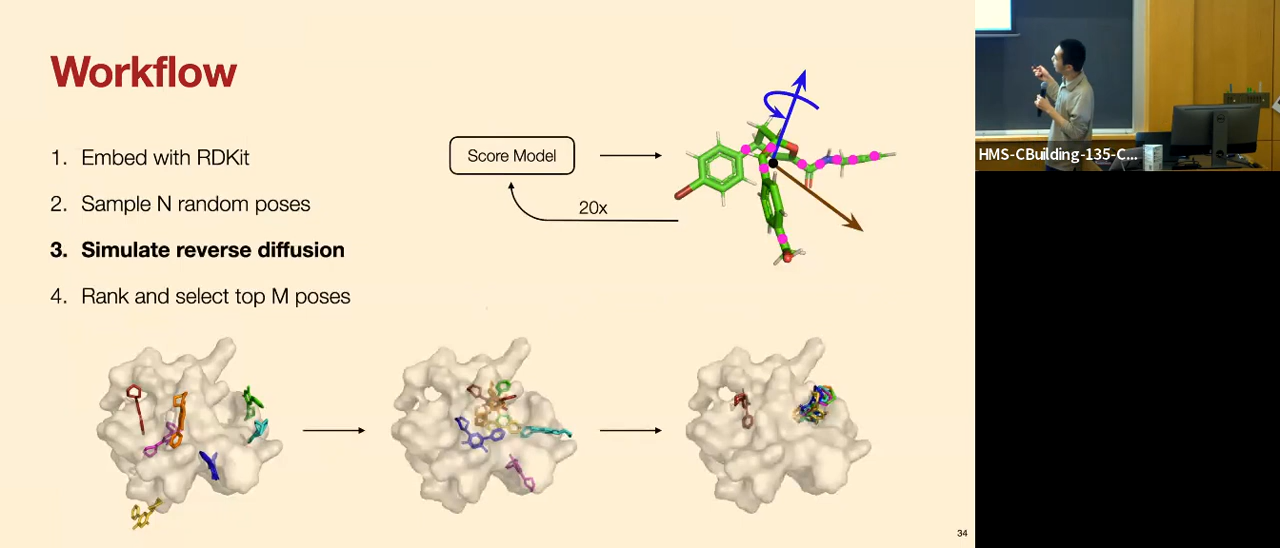 Workflow
1. Embed with RDKit
2. Sample N random poses
3. Simulate reverse diffusion
4. Rank and select top M poses
Score Model
20x
34
HMS-CBuilding-135-C...